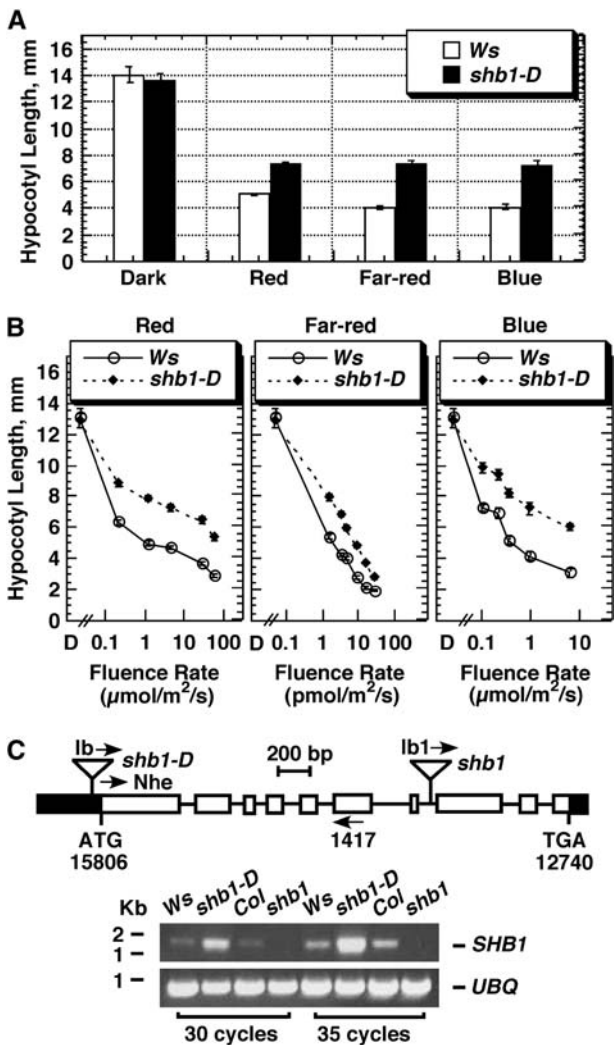 A
Ws
shb1-D
Hypocotyl Length, mm
16
14
12
10
8
6
4
2
0
Dark Red Far-red Blue
B
Red Far-red Blue
Ws Ws Ws
shb1-D shb1-D shb1-D
Hypocotyl Length, mm
16
14
12
10
8
6
4
2
0
D 0.1 1 10 100 D 0.1 1 10 100 D 0.1 1 10
Fluence Rate Fluence Rate Fluence Rate
(µmol/m²/s) (pmol/m²/s) (µmol/m²/s)
C
lb shb1-D 200 bp lb1 shb1
Nhe
ATG 1417 TGA
15806 12740
Kb Ws shb1-D Col shb1 Ws shb1-D Col shb1
2
1 SHB1
1 UBQ
30 cycles 35 cycles